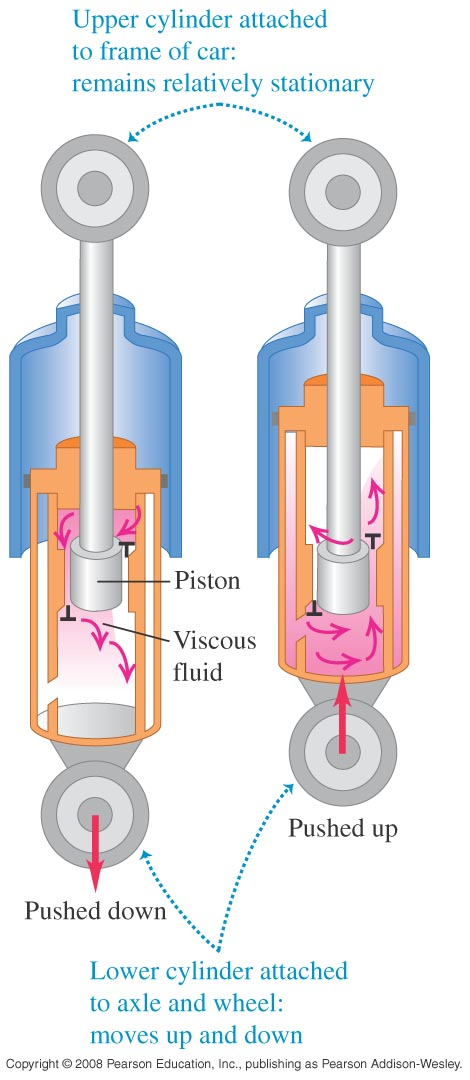 Upper cylinder attached
to frame of car:
remains relatively stationary
Piston
Viscous
fluid
Pushed up
Pushed down
Lower cylinder attached
to axle and wheel:
moves up and down
Copyright © 2008 Pearson Education, Inc., publishing as Pearson Addison-Wesley.